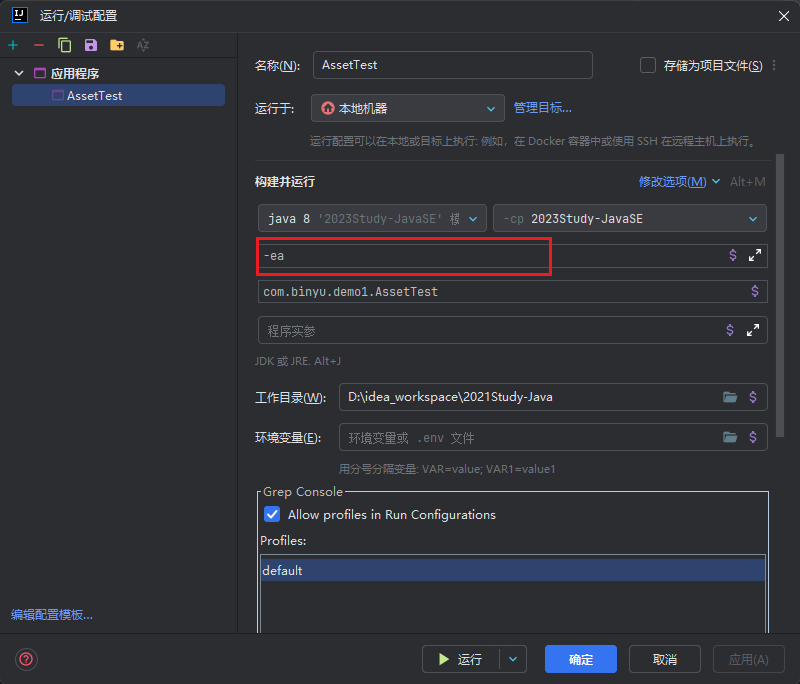 运行/调试配置
应用程序
AssetTest
名称(N):
AssetTest
存储为项目文件(S)
运行于:
本地机器
管理目标...
运行配置可以在本地或目标上执行: 例如，在 Docker 容器中或使用 SSH 在远程主机上执行。
构建并运行
修改选项(M)
Alt+M
java 8 '2023Study-JavaSE'
-cp 2023Study-JavaSE
-ea
com.binyu.demo1.AssetTest
程序实参
JDK 或 JRE. Alt+J
工作目录(W):
D:\idea_workspace\2021Study-Java
环境变量(E):
环境变量或 .env 文件
用分号分隔变量: VAR=value; VAR1=value1
Grep Console
Allow profiles in Run Configurations
Profiles:
default
编辑配置模板...
运行
确定
取消
应用(A)